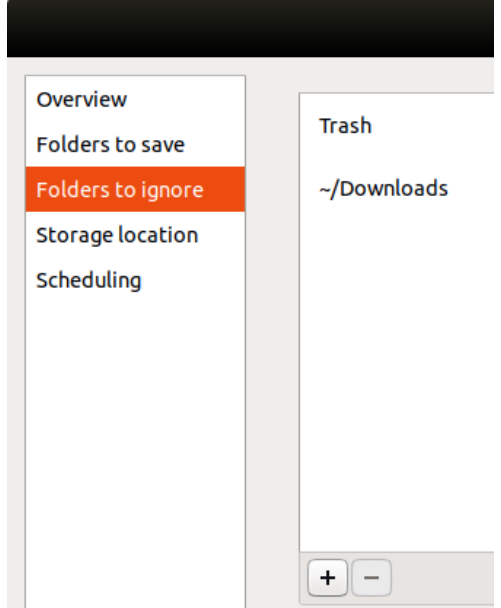 Overview
Folders to save
Folders to ignore
Storage location
Scheduling
Trash
~/Downloads
+ −